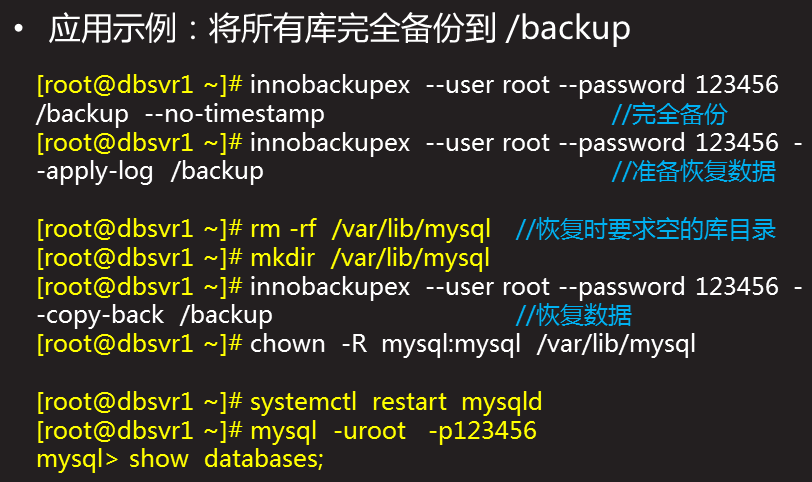 • 应用示例：将所有库完全备份到 /backup
[root@dbsvr1 ~]# innobackupex --user root --password 123456
/backup --no-timestamp //完全备份
[root@dbsvr1 ~]# innobackupex --user root --password 123456 -
-apply-log /backup //准备恢复数据
[root@dbsvr1 ~]# rm -rf /var/lib/mysql //恢复时要求空的库目录
[root@dbsvr1 ~]# mkdir /var/lib/mysql
[root@dbsvr1 ~]# innobackupex --user root --password 123456 -
-copy-back /backup //恢复数据
[root@dbsvr1 ~]# chown -R mysql:mysql /var/lib/mysql
[root@dbsvr1 ~]# systemctl restart mysqld
[root@dbsvr1 ~]# mysql -uroot -p123456
mysql> show databases;